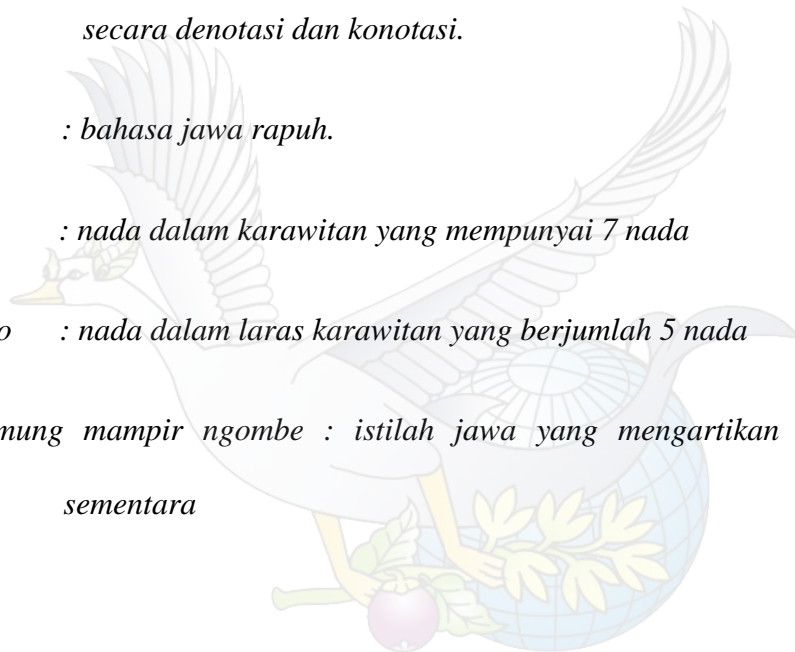 secara denotasi dan konotasi.
: bahasa jawa rapuh.
: nada dalam karawitan yang mempunyai 7 nada
: nada dalam laras karawitan yang berjumlah 5 nada
mampir ngombe : istilah jawa yang mengartikan
sementara